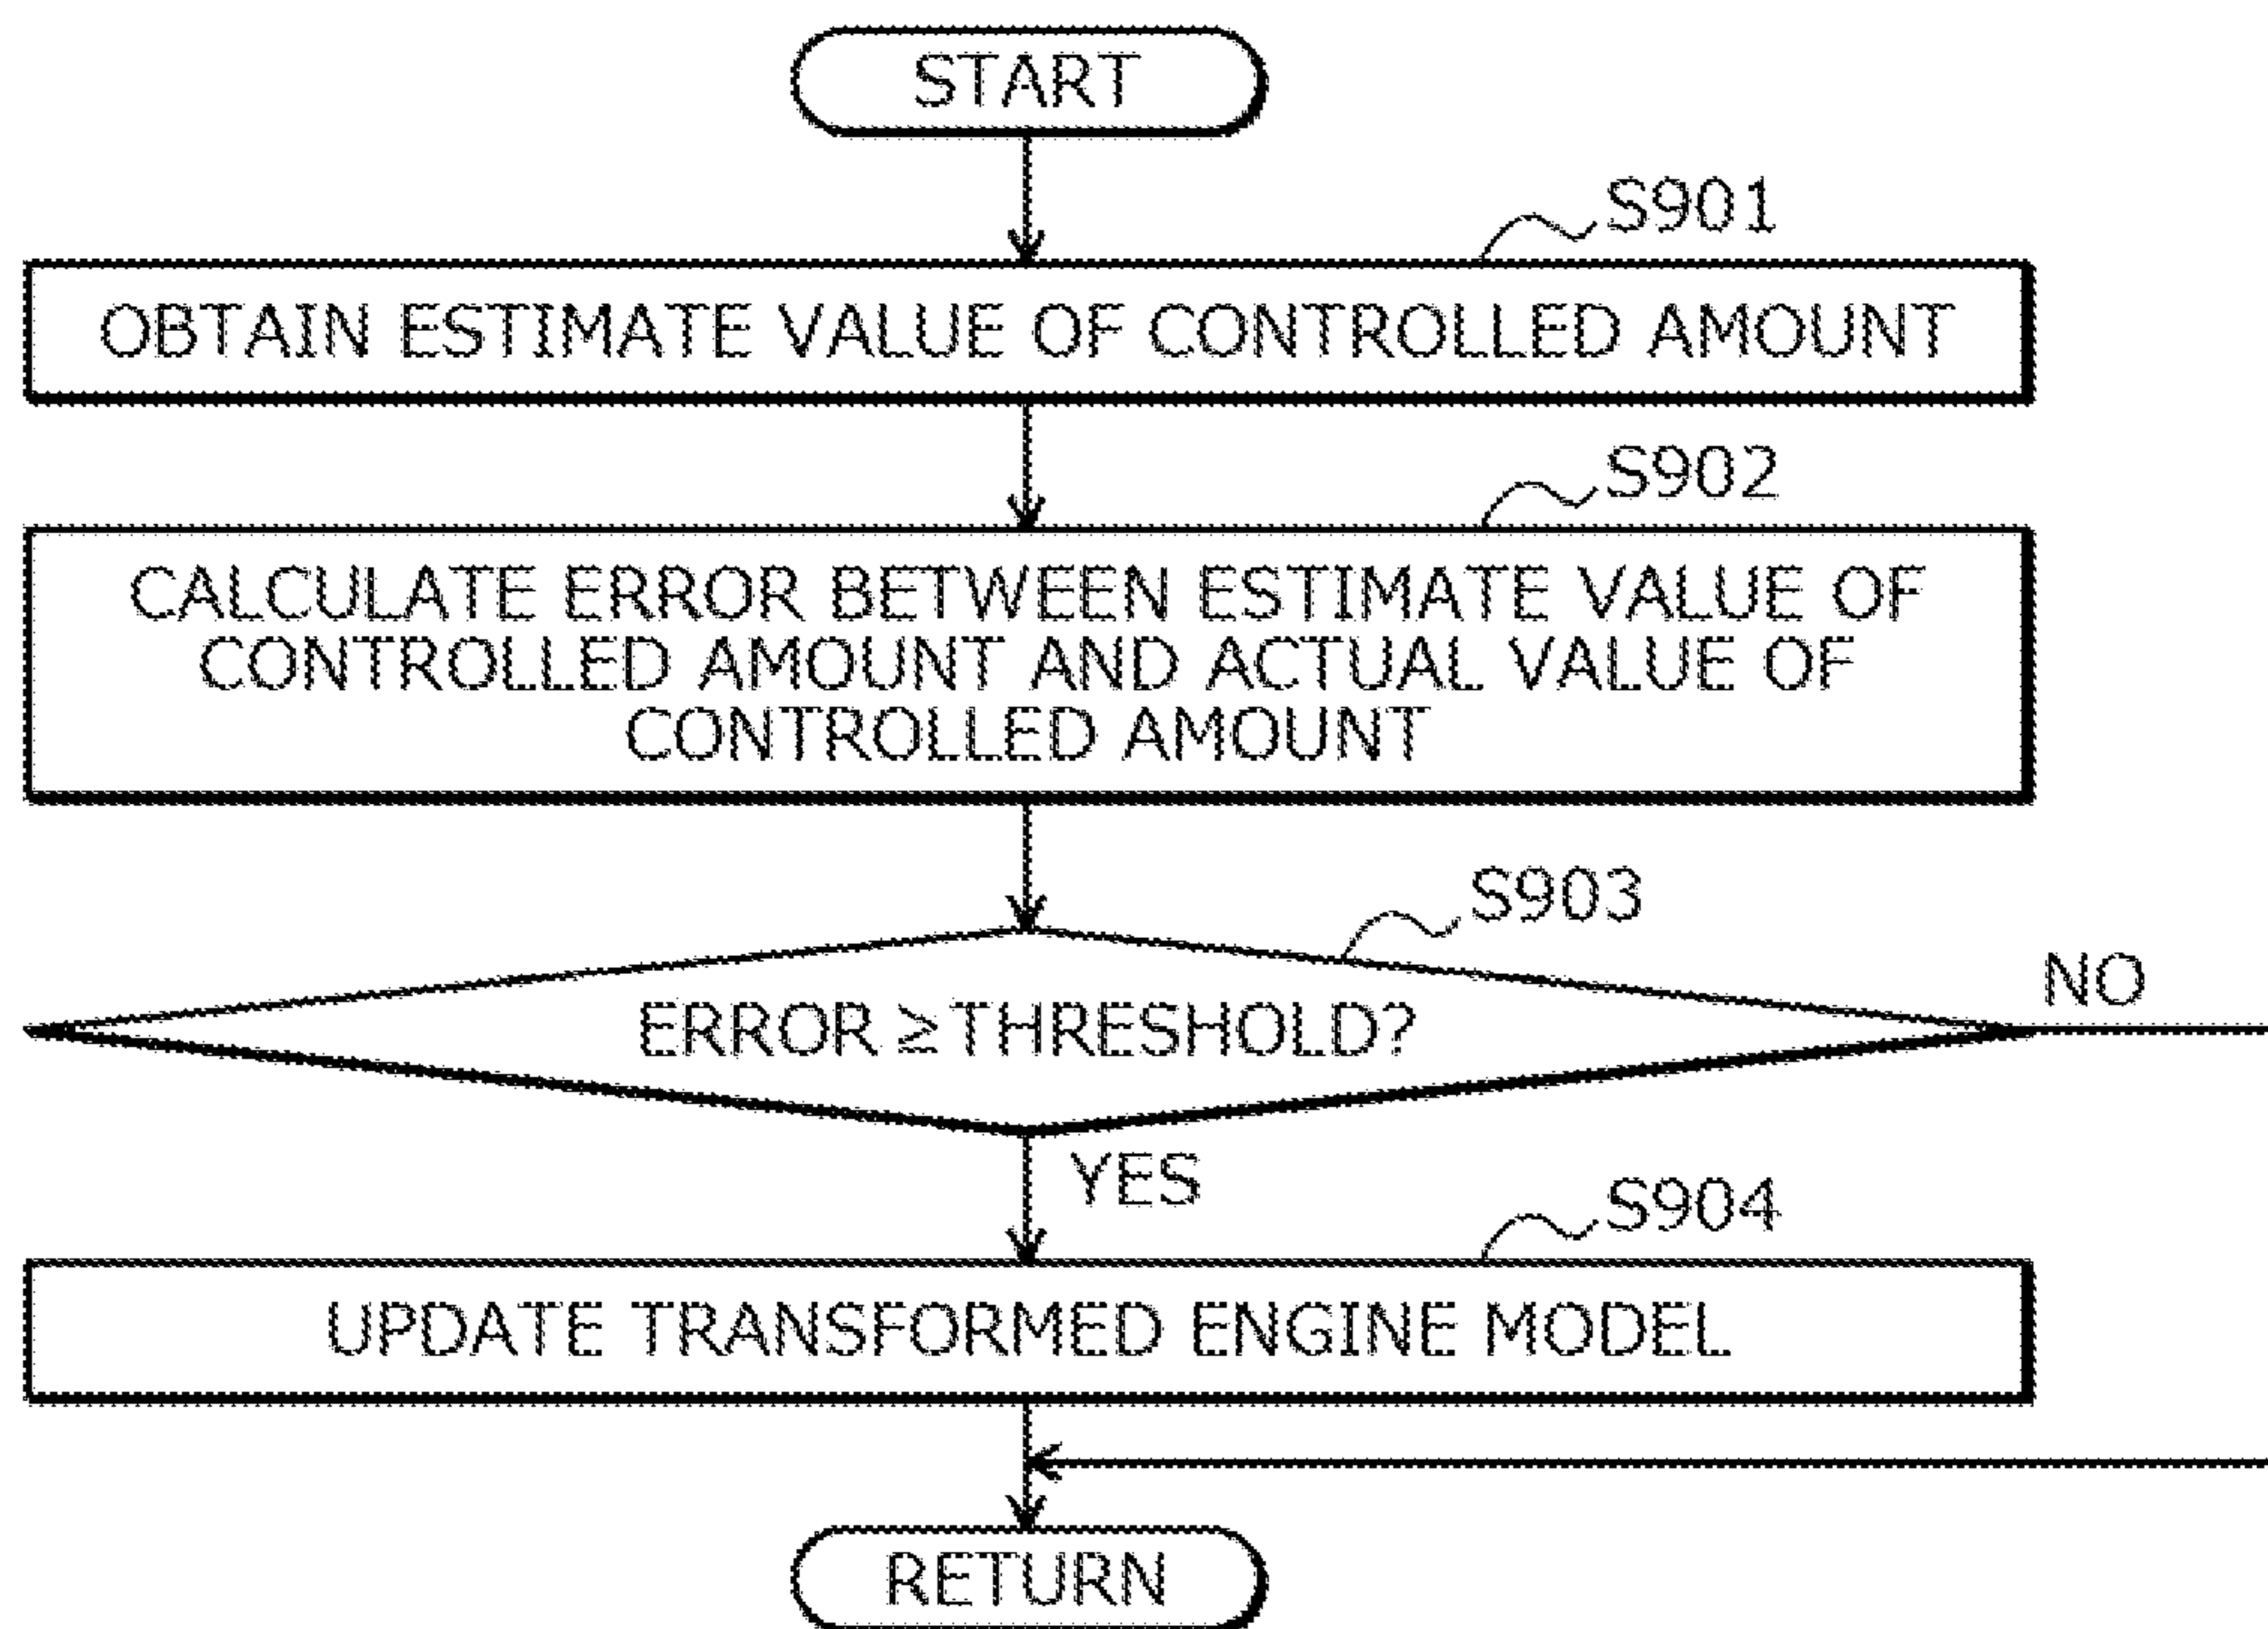 START
S901
OBTAIN ESTIMATE VALUE OF CONTROLLED AMOUNT
S902
CALCULATE ERROR BETWEEN ESTIMATE VALUE OF
CONTROLLED AMOUNT AND ACTUAL VALUE OF
CONTROLLED AMOUNT
S903
ERROR ≥ THRESHOLD?
NO
YES
S904
UPDATE TRANSFORMED ENGINE MODEL
RETURN